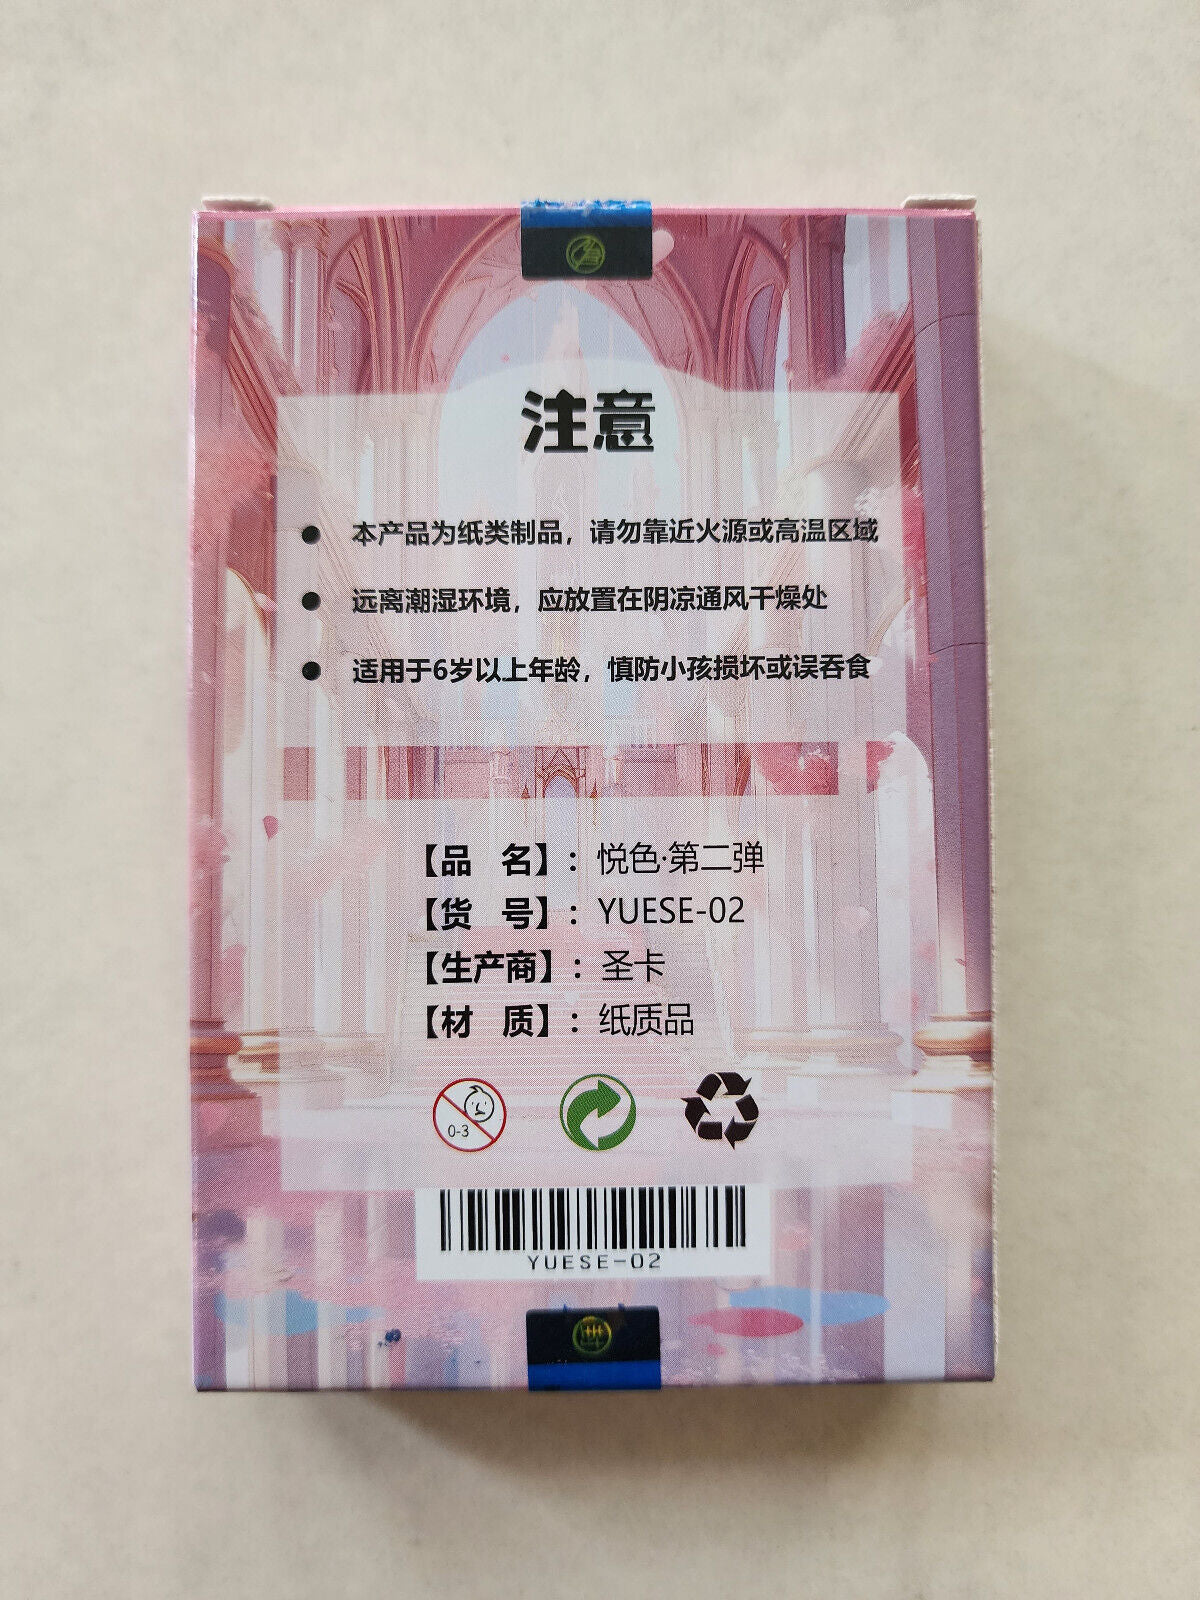 注意
● 本产品为纸类制品，请勿靠近火源或高温区域
● 远离潮湿环境，应放置在阴凉通风干燥处
● 适用于6岁以上年龄，慎防小孩损坏或误吞食
【品 名】：悦色·第二弹
【货 号】：YUESE-02
【生产商】：圣卡
【材 质】：纸质品
0-3
YUESE-02